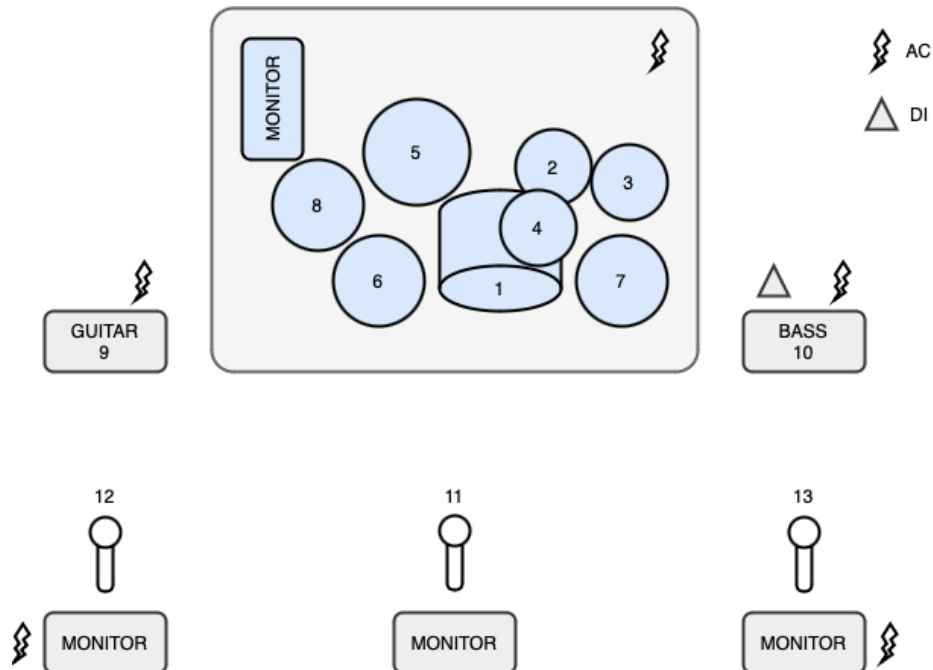 AC
MONITOR
DI
5
2
3
8
4
6
1
7
GUITAR
9
BASS
10
12
11
13
MONITOR
MONITOR
MONITOR